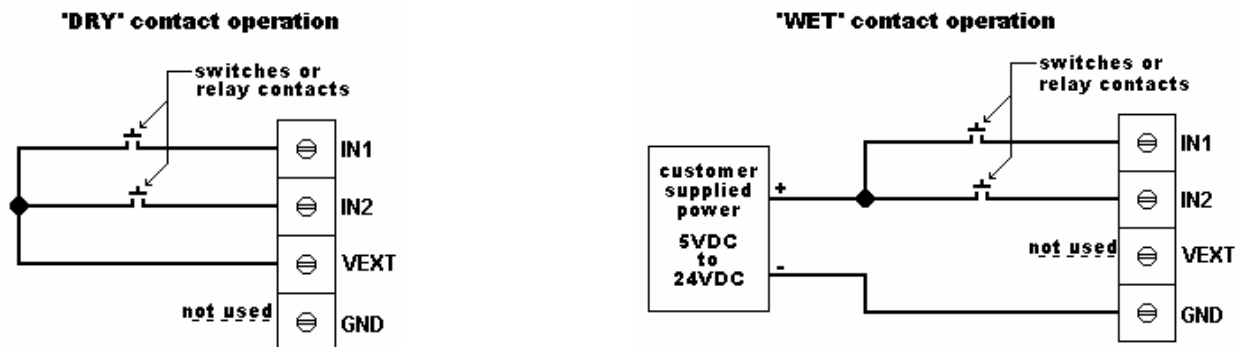 "DRY" contact operation
switches or
relay contacts
IN1
IN2
VEXT
not used
GND
"WET" contact operation
switches or
relay contacts
customer
supplied
power
5VDC
to
24VDC
+
-
IN1
IN2
not used
VEXT
GND